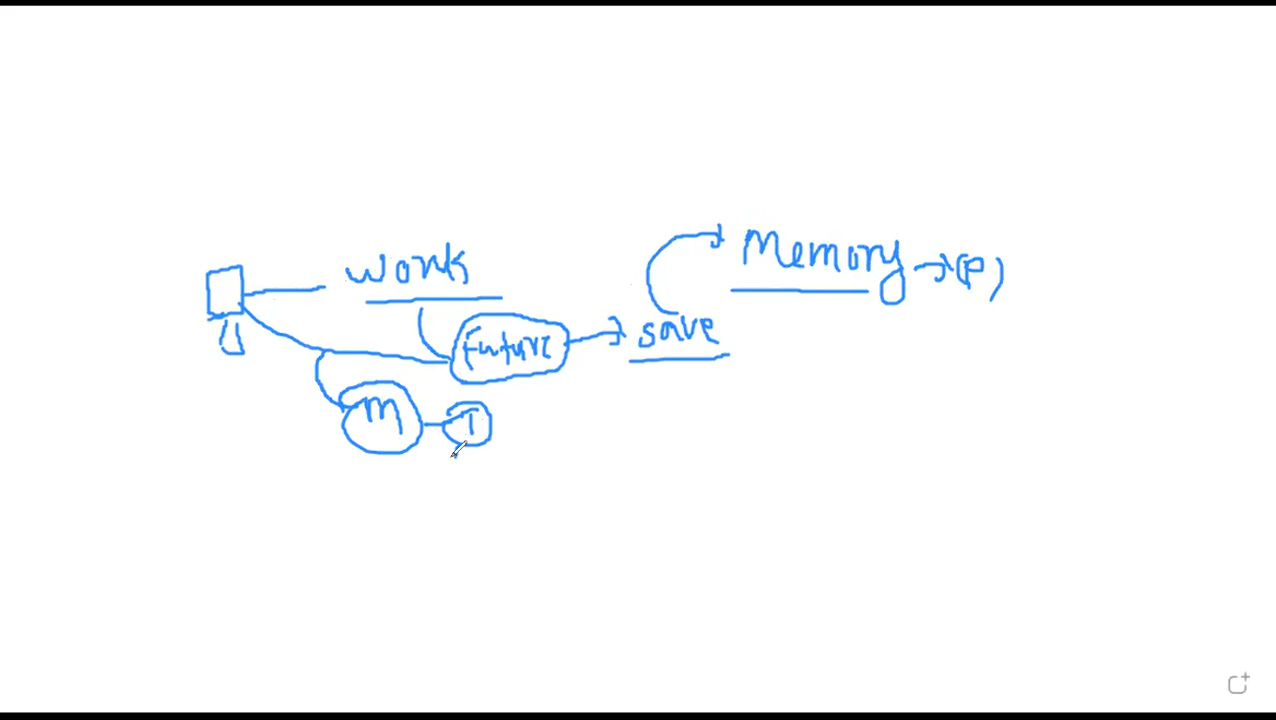 work
Memory → (P)
Future → save
M
T